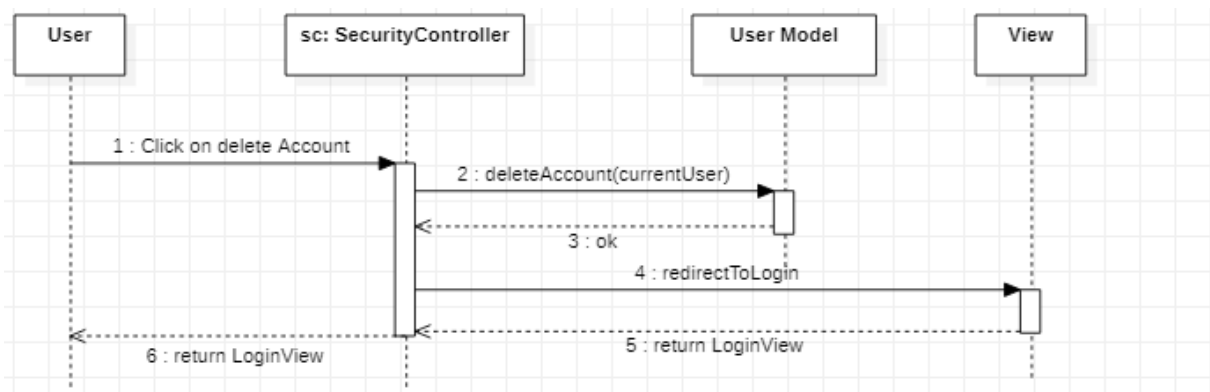 User
sc: SecurityController
User Model
View
1 : Click on delete Account
2 : deleteAccount(currentUser)
3 : ok
4 : redirectToLogin
5 : return LoginView
6 : return LoginView